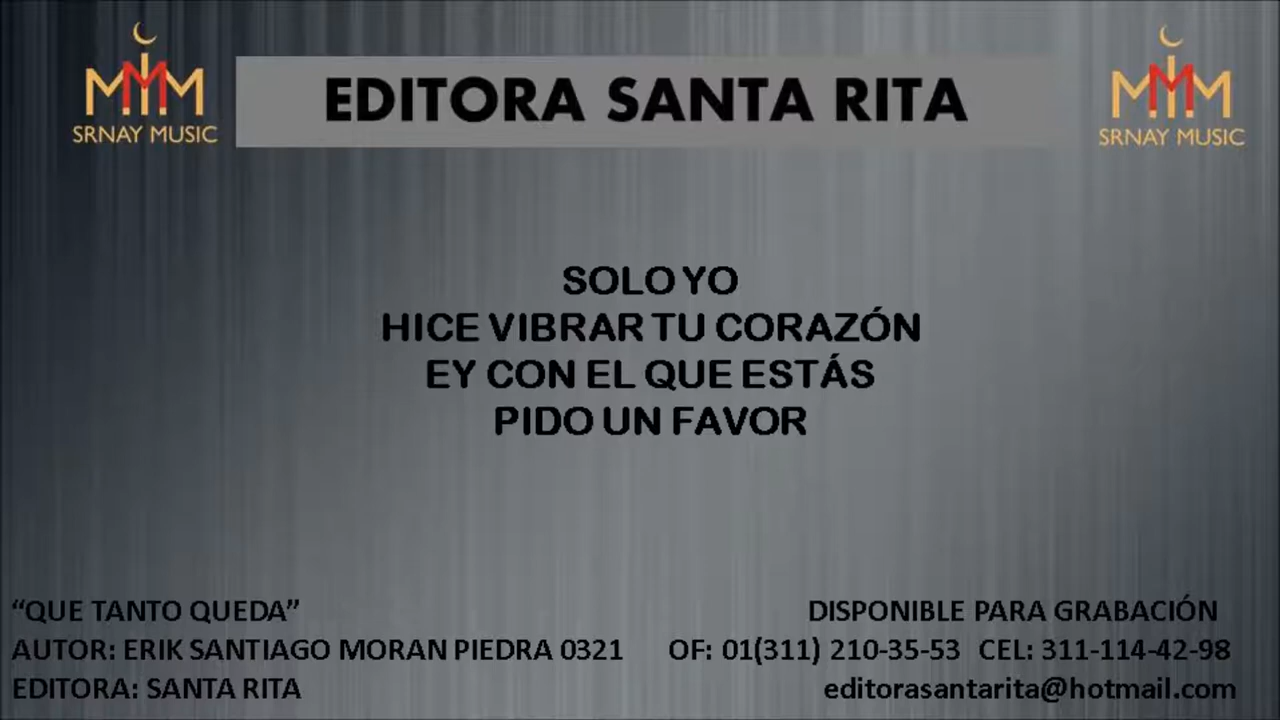 SRNAY MUSIC
EDITORA SANTA RITA
SRNAY MUSIC
SOLO YO
HICE VIBRAR TU CORAZÓN
EY CON EL QUE ESTÁS
PIDO UN FAVOR
“QUE TANTO QUEDA”
AUTOR: ERIK SANTIAGO MORAN PIEDRA 0321
EDITORA: SANTA RITA
DISPONIBLE PARA GRABACIÓN
OF: 01(311) 210-35-53 CEL: 311-114-42-98
editorasantarita@hotmail.com